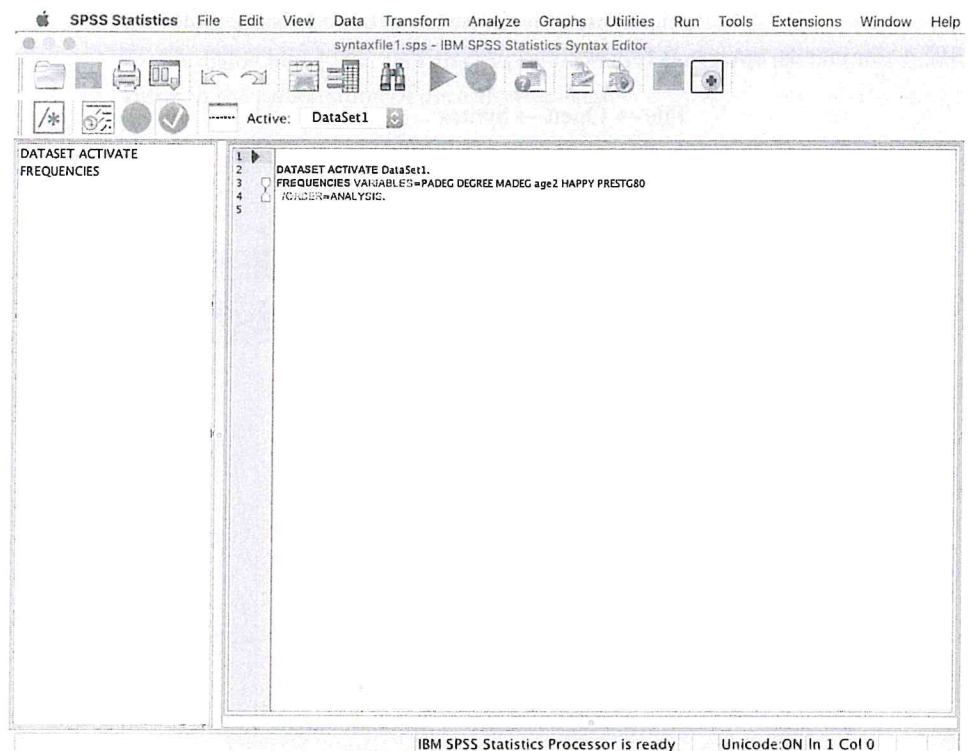 SPSS Statistics File Edit View Data Transform Analyze Graphs Utilities Run Tools Extensions Window Help
syntaxfile1.sps - IBM SPSS Statistics Syntax Editor
Active: DataSet1
DATASET ACTIVATE
FREQUENCIES
1
2 DATASET ACTIVATE DataSet1.
3 FREQUENCIES VARIABLES=PADEG DEGREE MADEG age2 HAPPY PRESTG80
4 /ORDER=ANALYSIS.
5
IBM SPSS Statistics Processor is ready Unicode:ON In 1 Col 0